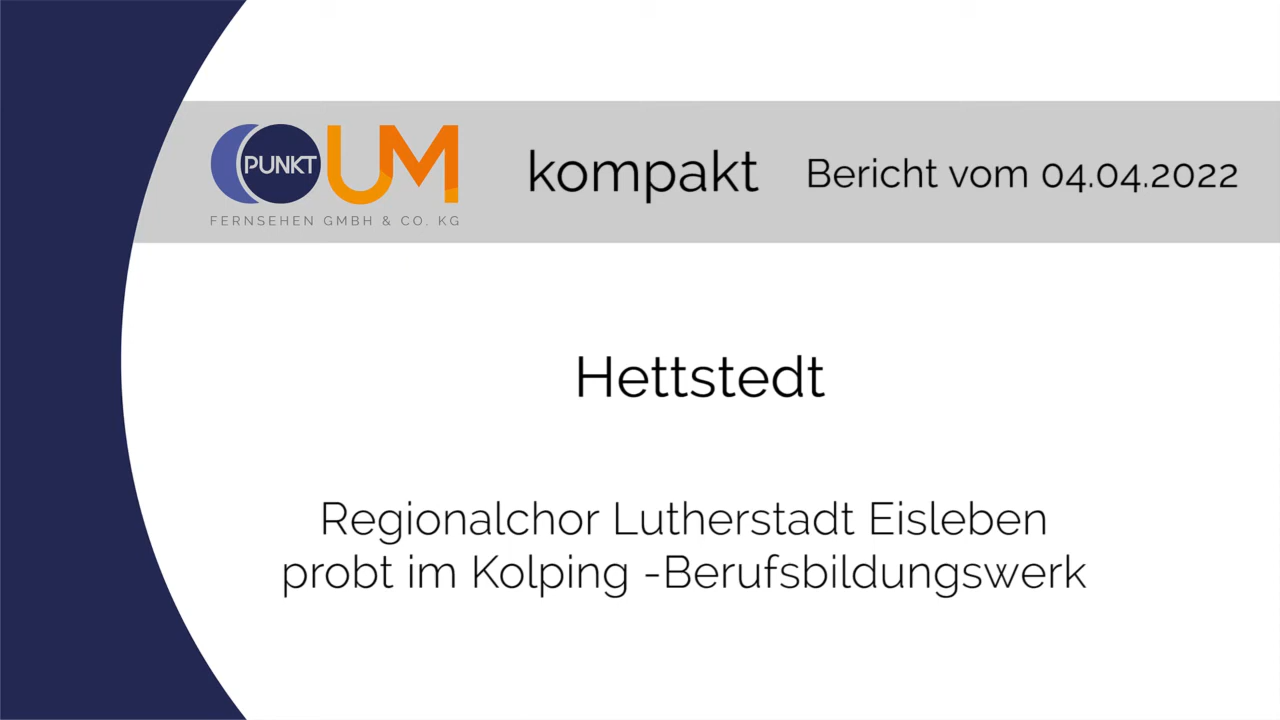 PUNKT UM
FERNSEHEN GMBH & CO. KG
kompakt
Bericht vom 04.04.2022
Hettstedt
Regionalchor Lutherstadt Eisleben
probt im Kolping -Berufsbildungswerk